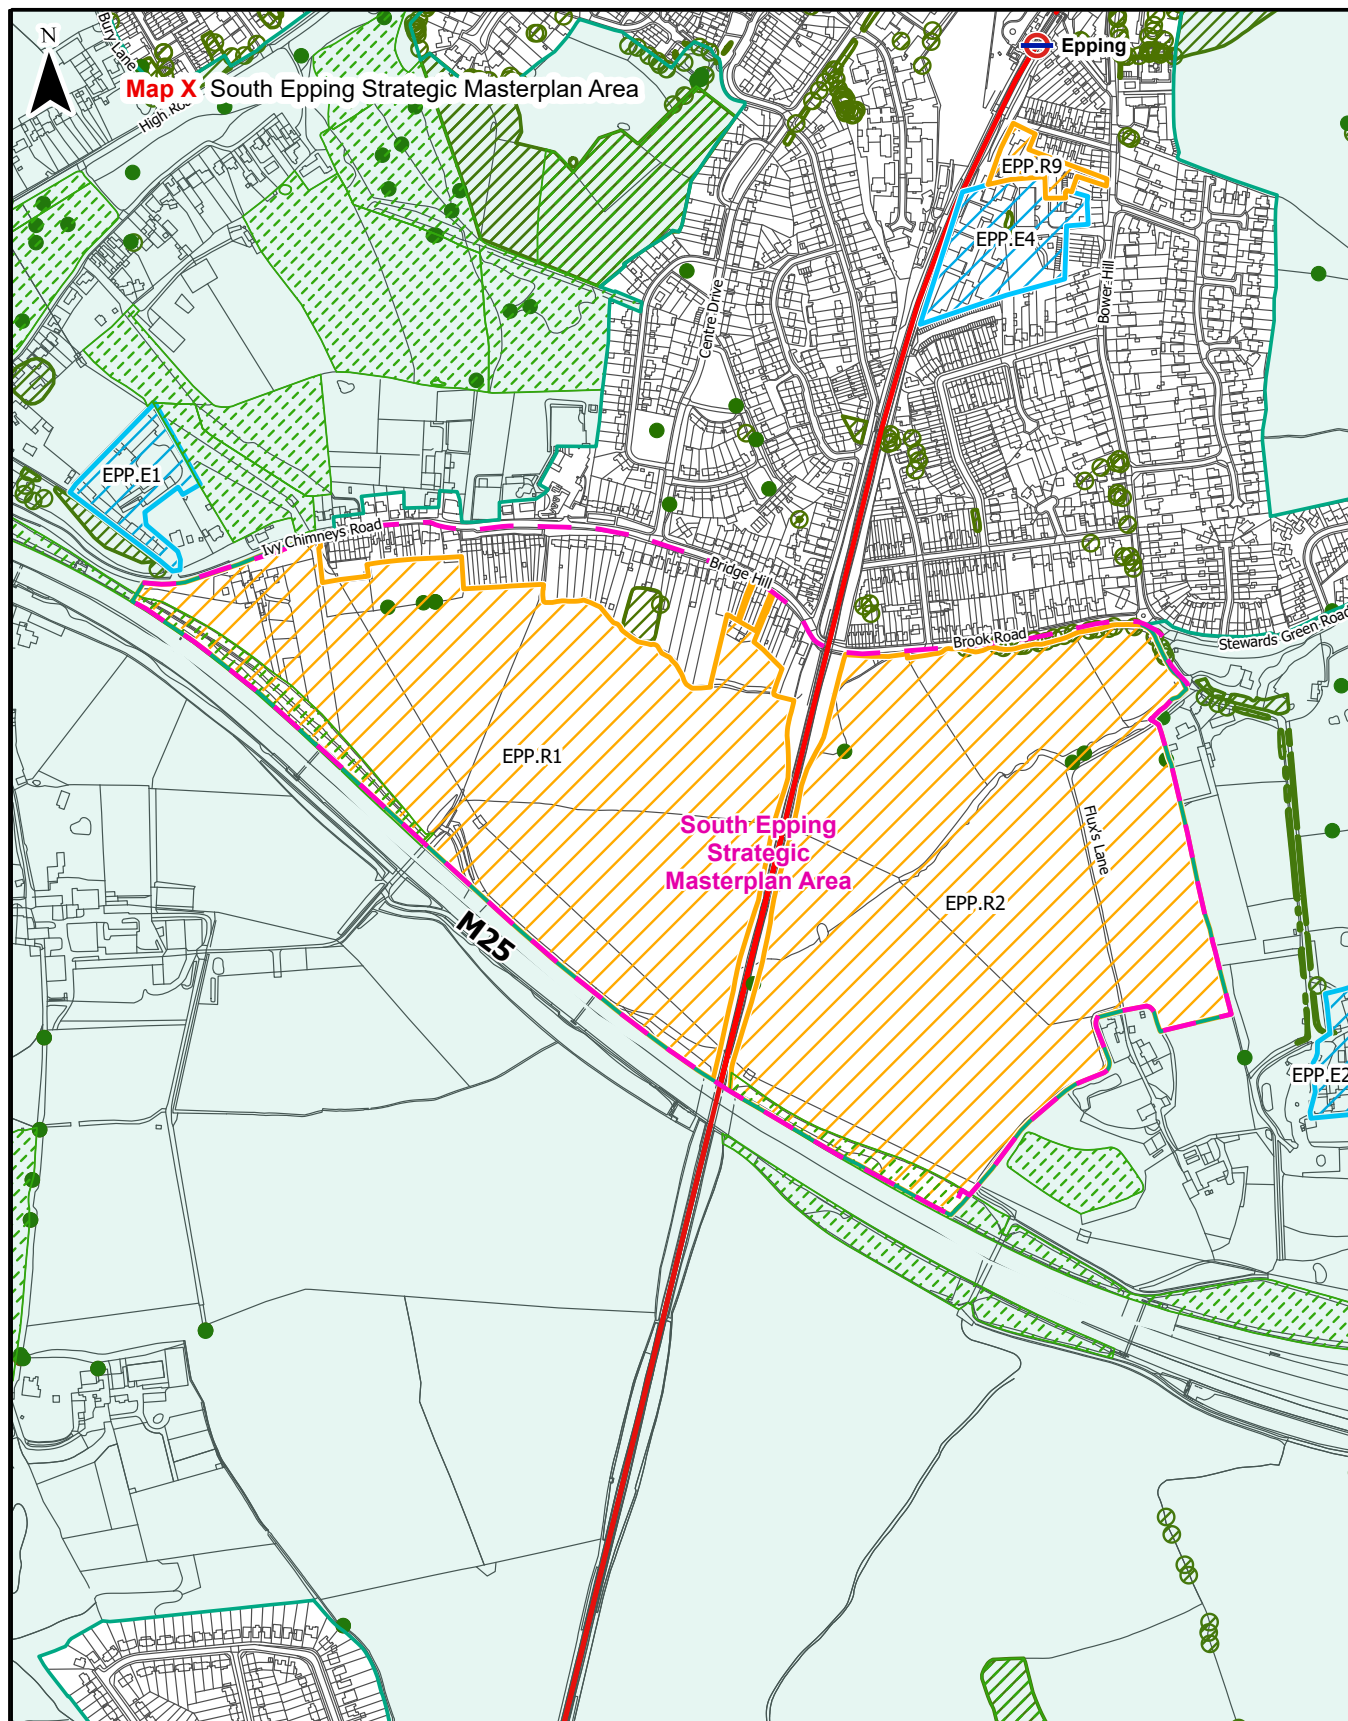 Bury Lane
N
Epping
Map X South Epping Strategic Masterplan Area
High Roa
EPP.R9
EPP.E4
Bower Hill
Centre Drive
EPP.E1
Ivy Chimneys Road
Bridge Hill
Brook Road
Stewards Green Road
EPP.R1
South Epping
Strategic
Masterplan Area
Flux's Lane
EPP.R2
M25
EPP.E2